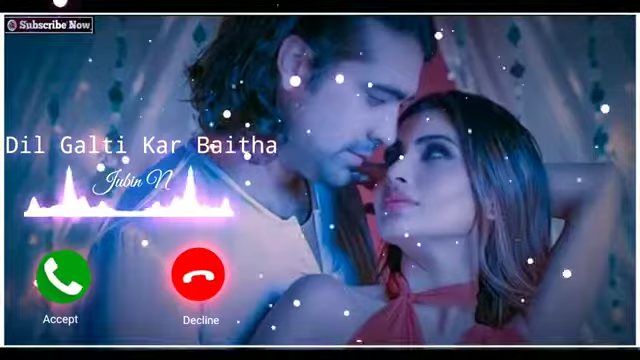 Subscribe Now
Dil Galti Kar Baitha
Jubin N
Accept
Decline